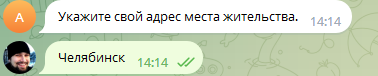 А
Укажите свой адрес места жительства. 14:14
Челябинск 14:14